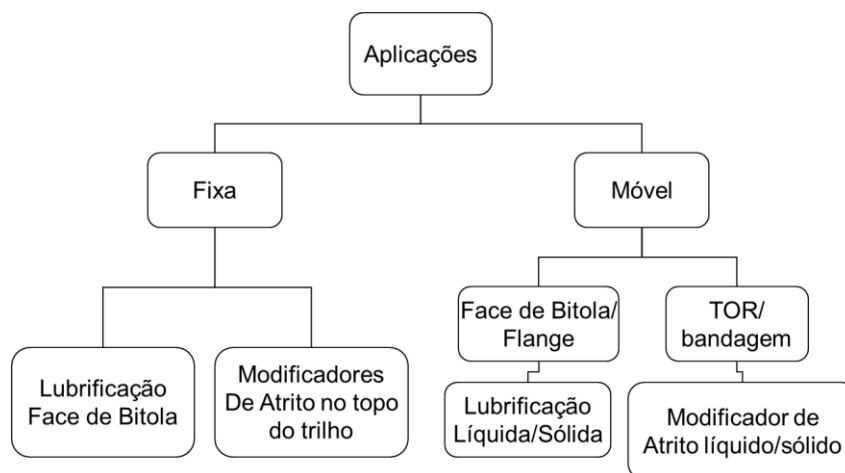 Aplicações
Fixa
Móvel
Face de Bitola/
Flange
TOR/
bandagem
Lubrificação
Face de Bitola
Modificadores
De Atrito no topo
do trilho
Lubrificação
Líquida/Sólida
Modificador de
Atrito líquido/sólido